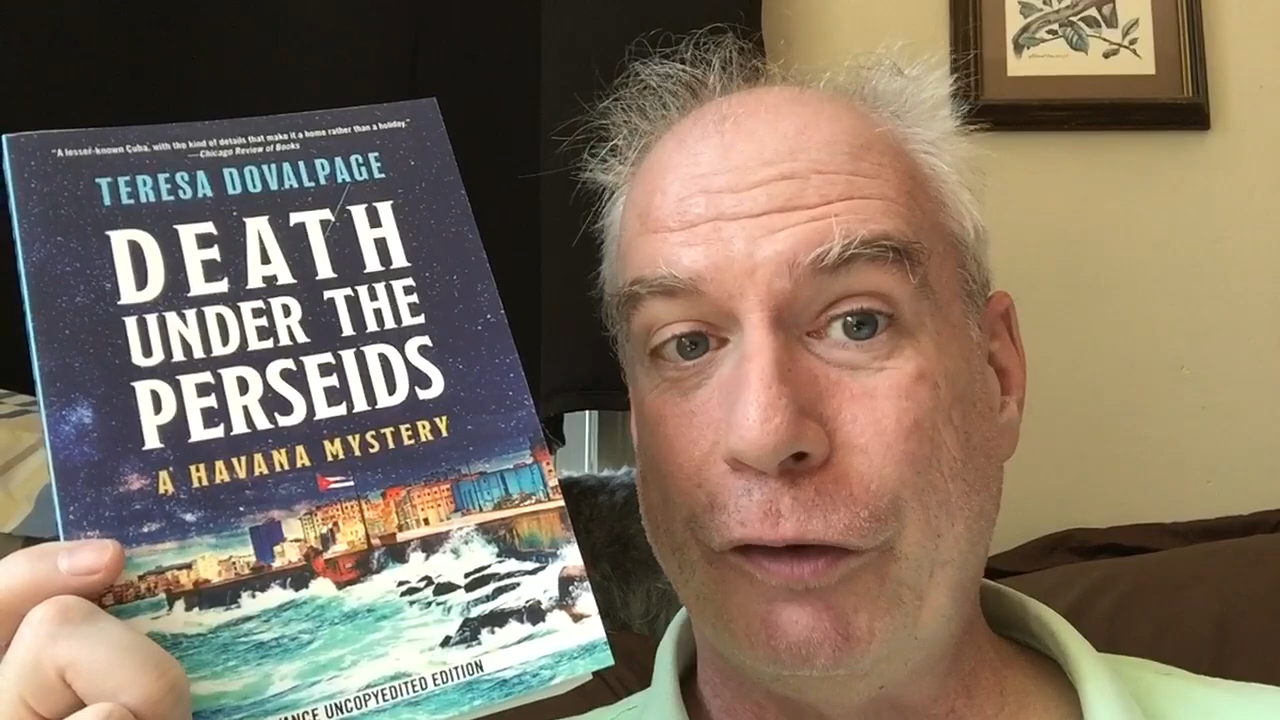 "A lesser-known Cuba, with the kind of details that make it a home rather than a holiday."
—Chicago Review of Books
TERESA DOVALPAGE
DEATH
UNDER THE
PERSEIDS
A HAVANA MYSTERY
UNCOPYEDITED EDITION